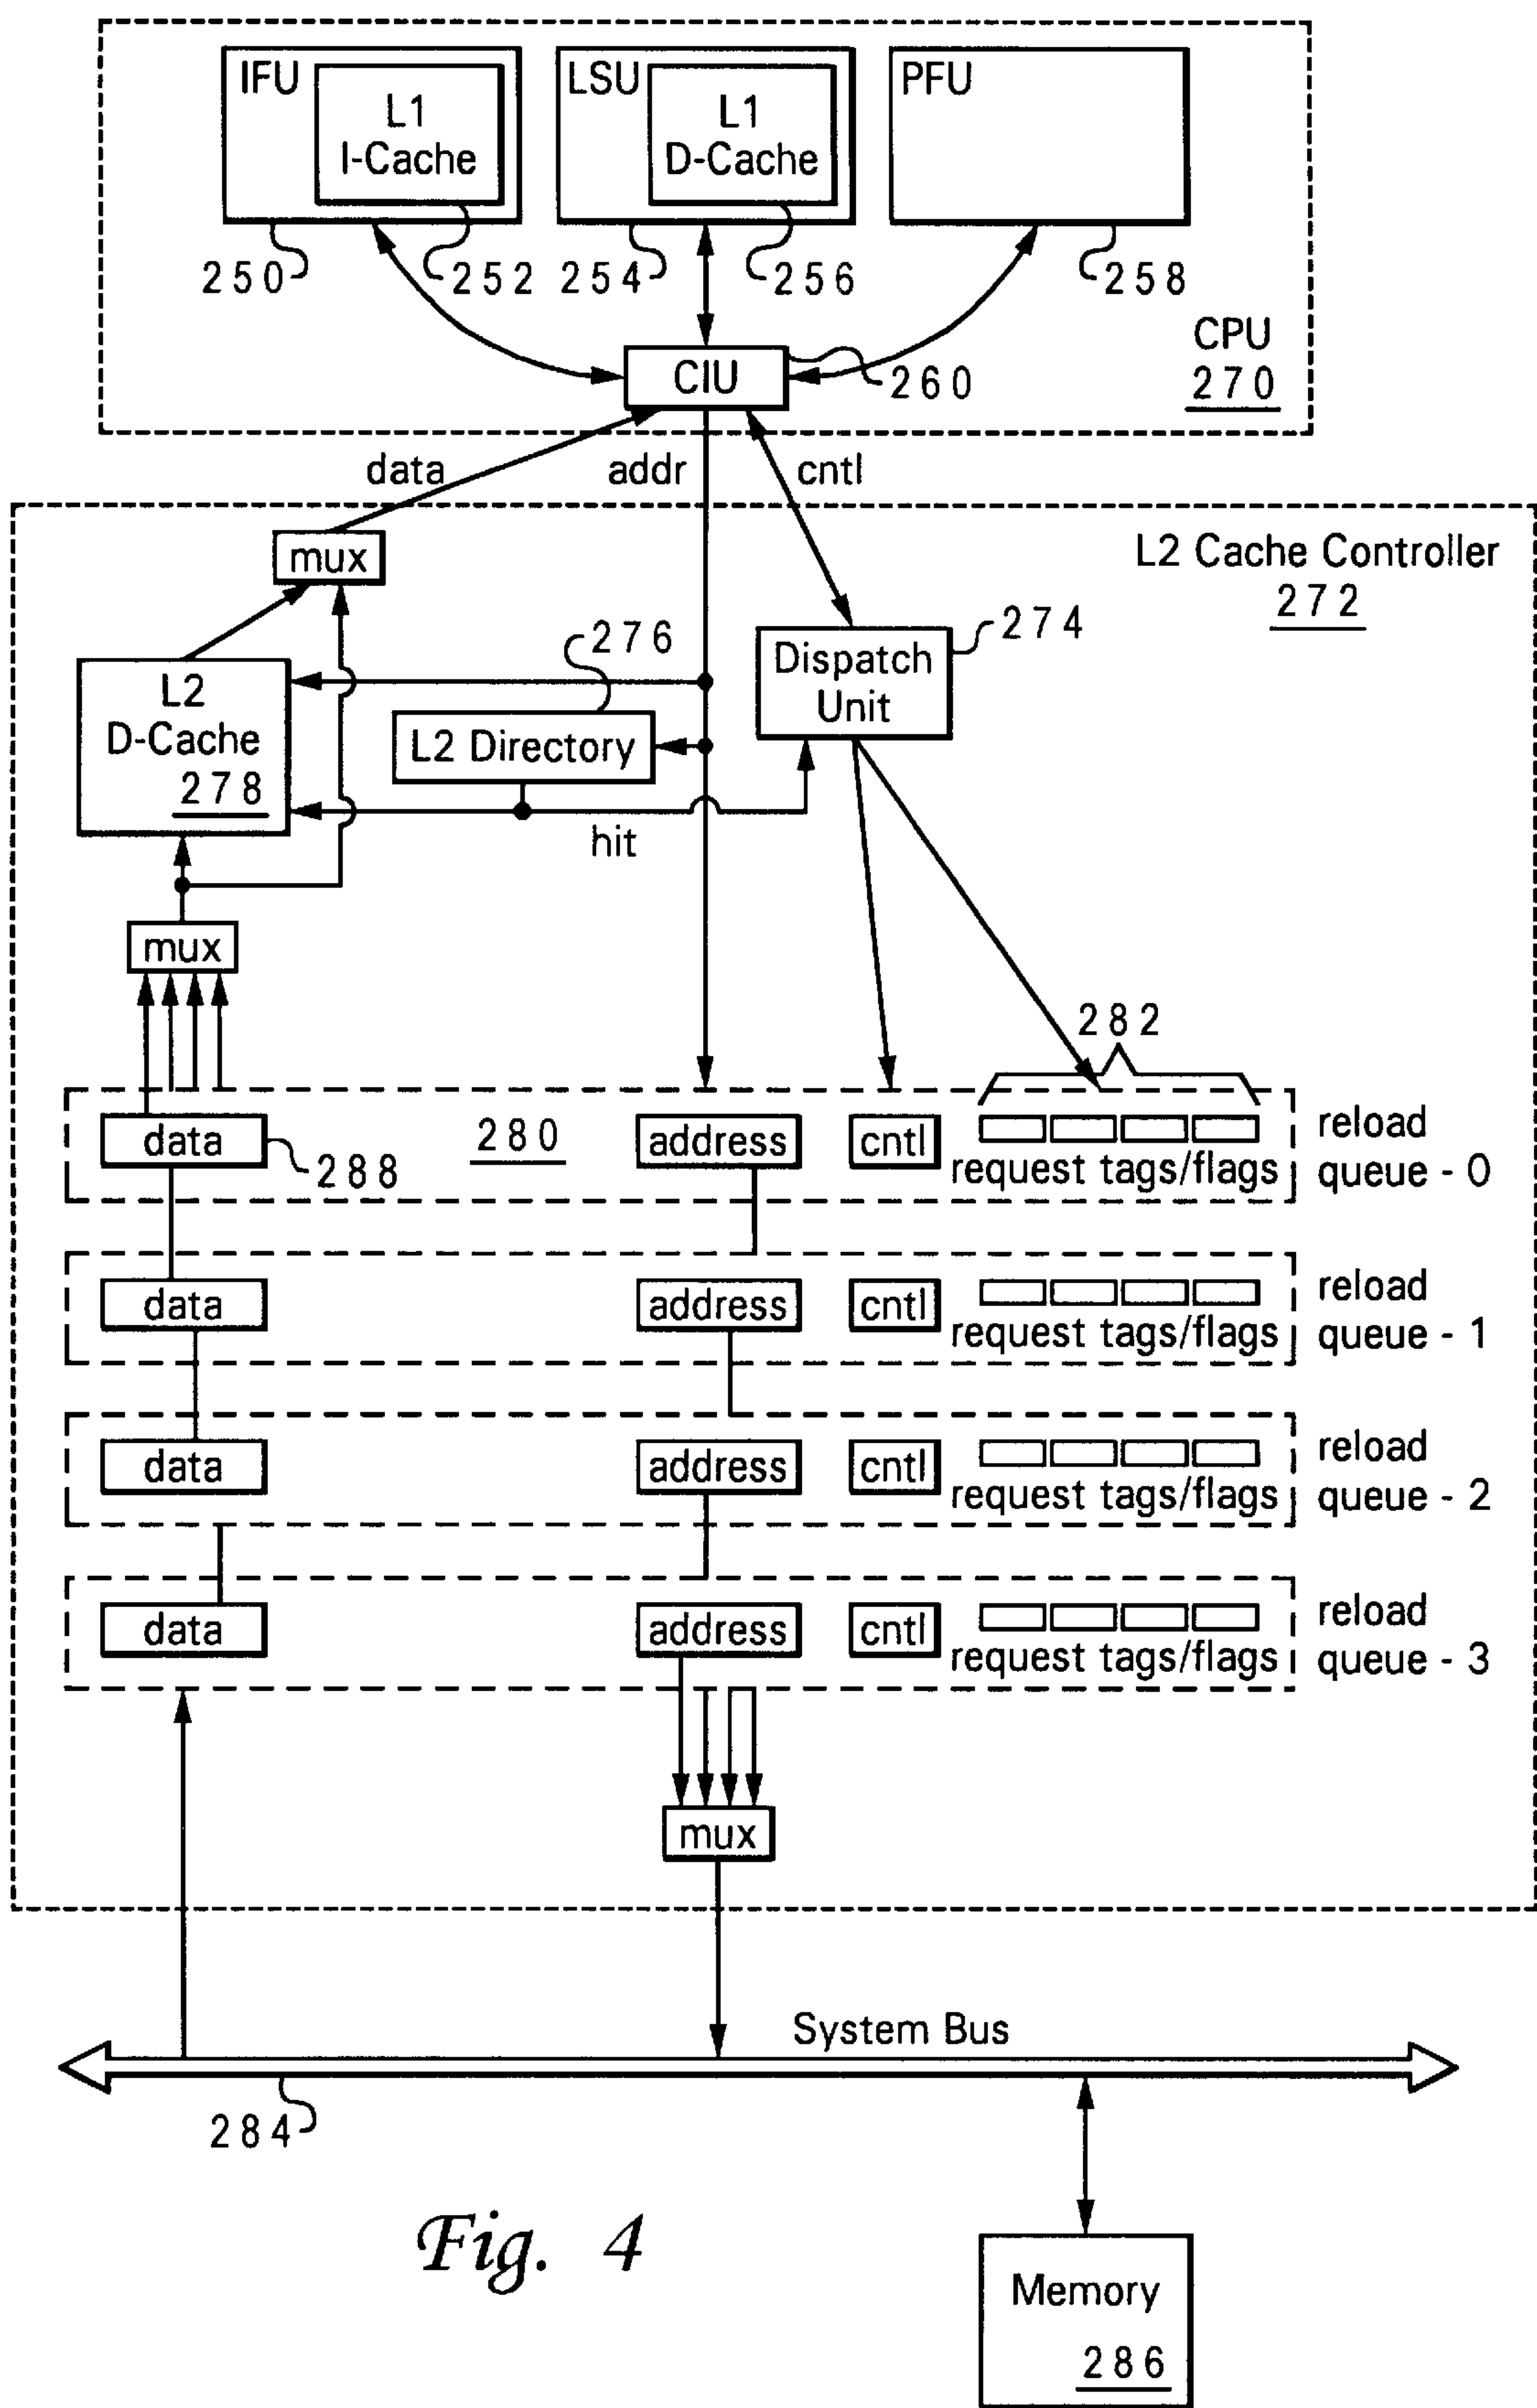 IFU
L1
I-Cache
LSU
L1
D-Cache
PFU
250
252
254
256
258
CIU
260
CPU
270
data
addr
cntl
mux
L2 Cache Controller
272
276
274
Dispatch
Unit
L2
D-Cache
278
L2 Directory
hit
mux
282
data
288
280
address
cntl
request tags/flags
reload
queue - 0
data
address
cntl
request tags/flags
reload
queue - 1
data
address
cntl
request tags/flags
reload
queue - 2
data
address
cntl
request tags/flags
reload
queue - 3
mux
System Bus
284
Fig. 4
Memory
286